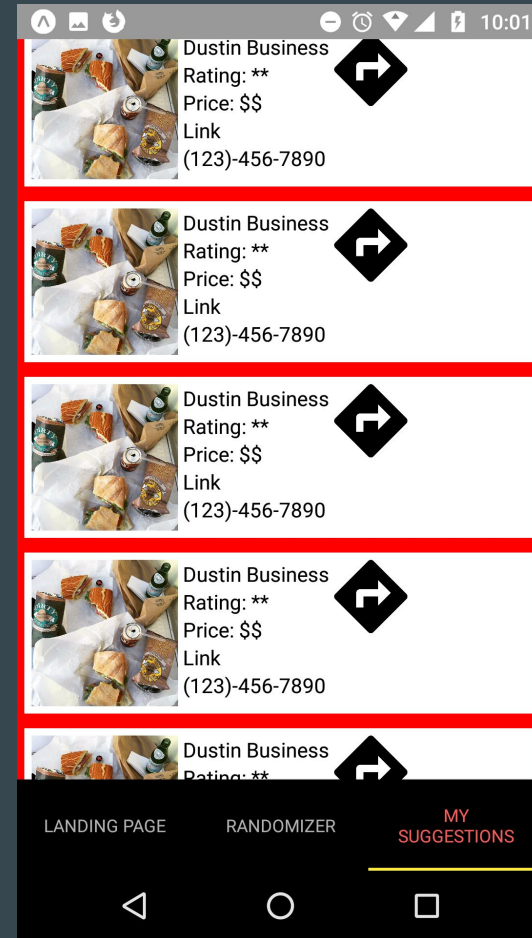 10:01
Dustin Business
Rating: **
Price: $$
Link
(123)-456-7890
Dustin Business
Rating: **
Price: $$
Link
(123)-456-7890
Dustin Business
Rating: **
Price: $$
Link
(123)-456-7890
Dustin Business
Rating: **
Price: $$
Link
(123)-456-7890
Dustin Business
Rating: **
LANDING PAGE
RANDOMIZER
MY
SUGGESTIONS